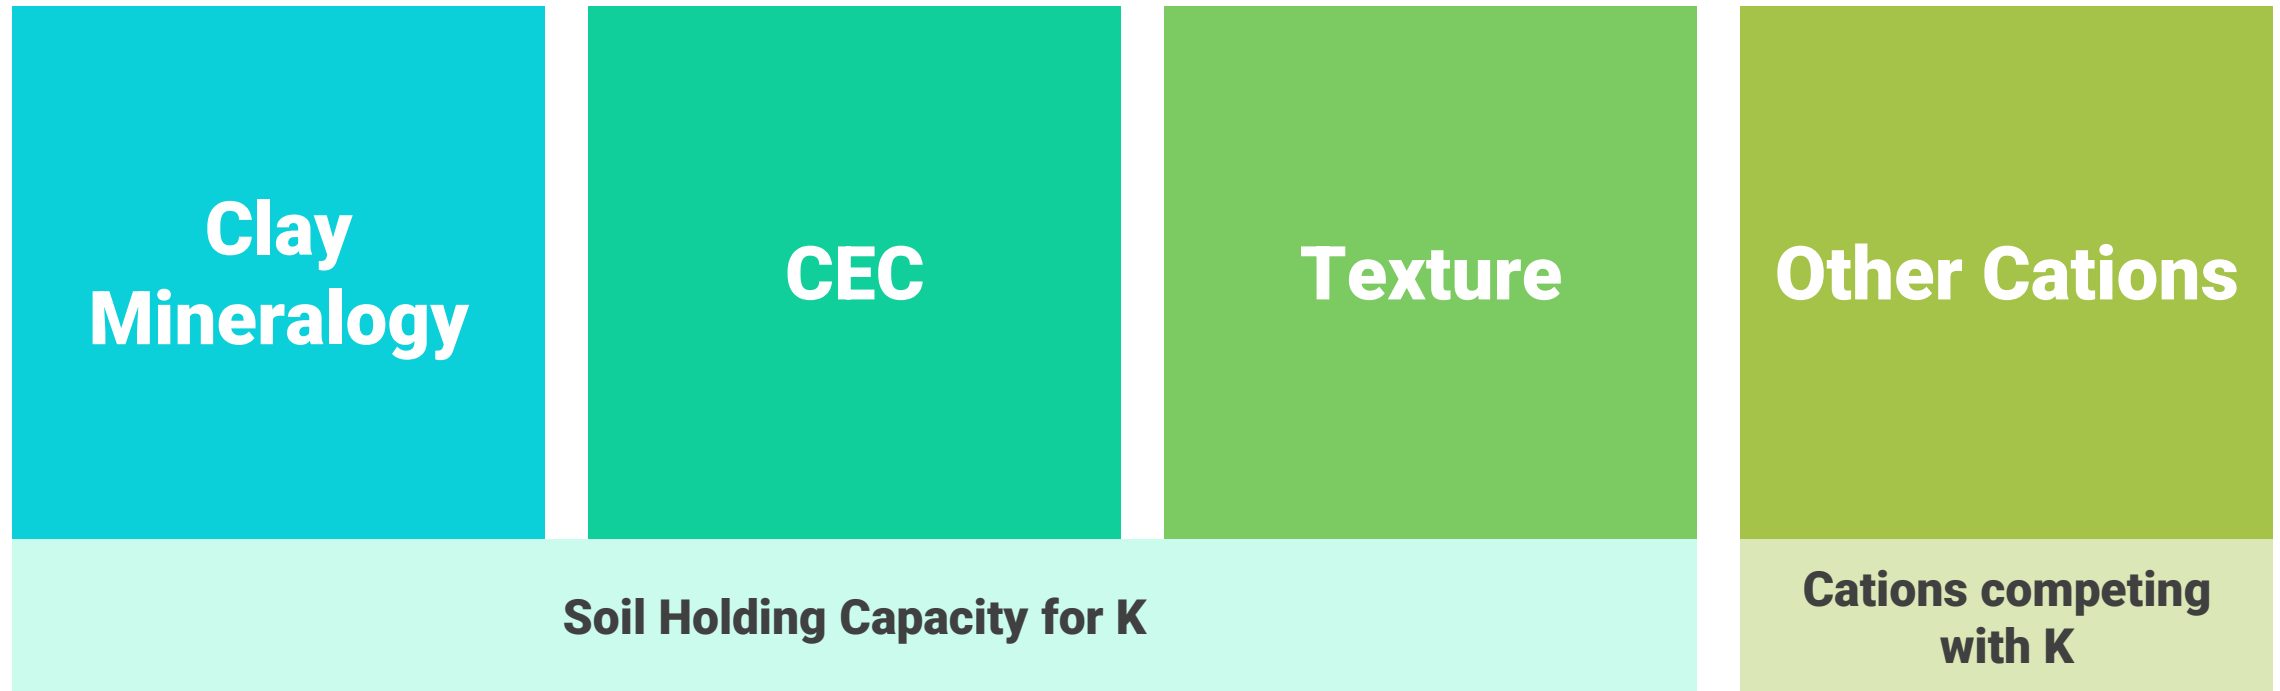 Clay
Mineralogy
CEC
Texture
Other Cations
Soil Holding Capacity for K
Cations competing
with K